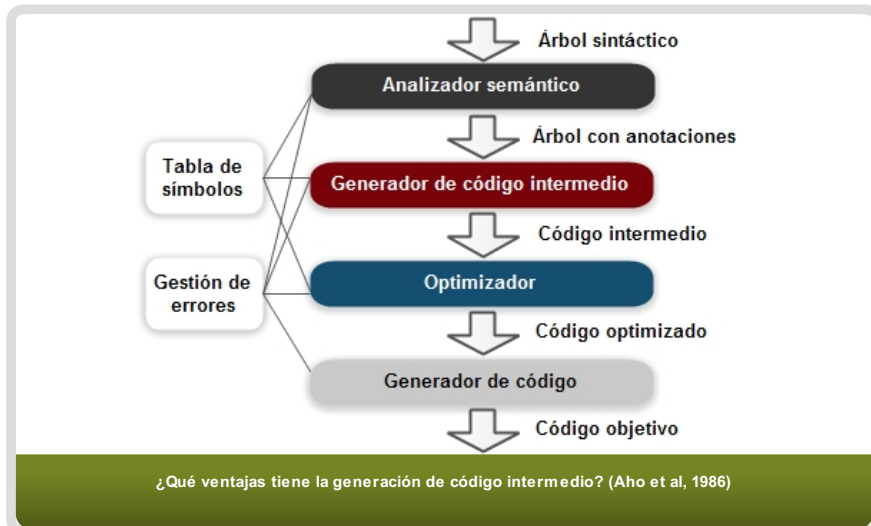 Árbol sintáctico
Analizador semántico
Árbol con anotaciones
Tabla de
símbolos
Generador de código intermedio
Código intermedio
Gestión de
errores
Optimizador
Código optimizado
Generador de código
Código objetivo
¿Qué ventajas tiene la generación de código intermedio? (Aho et al, 1986)